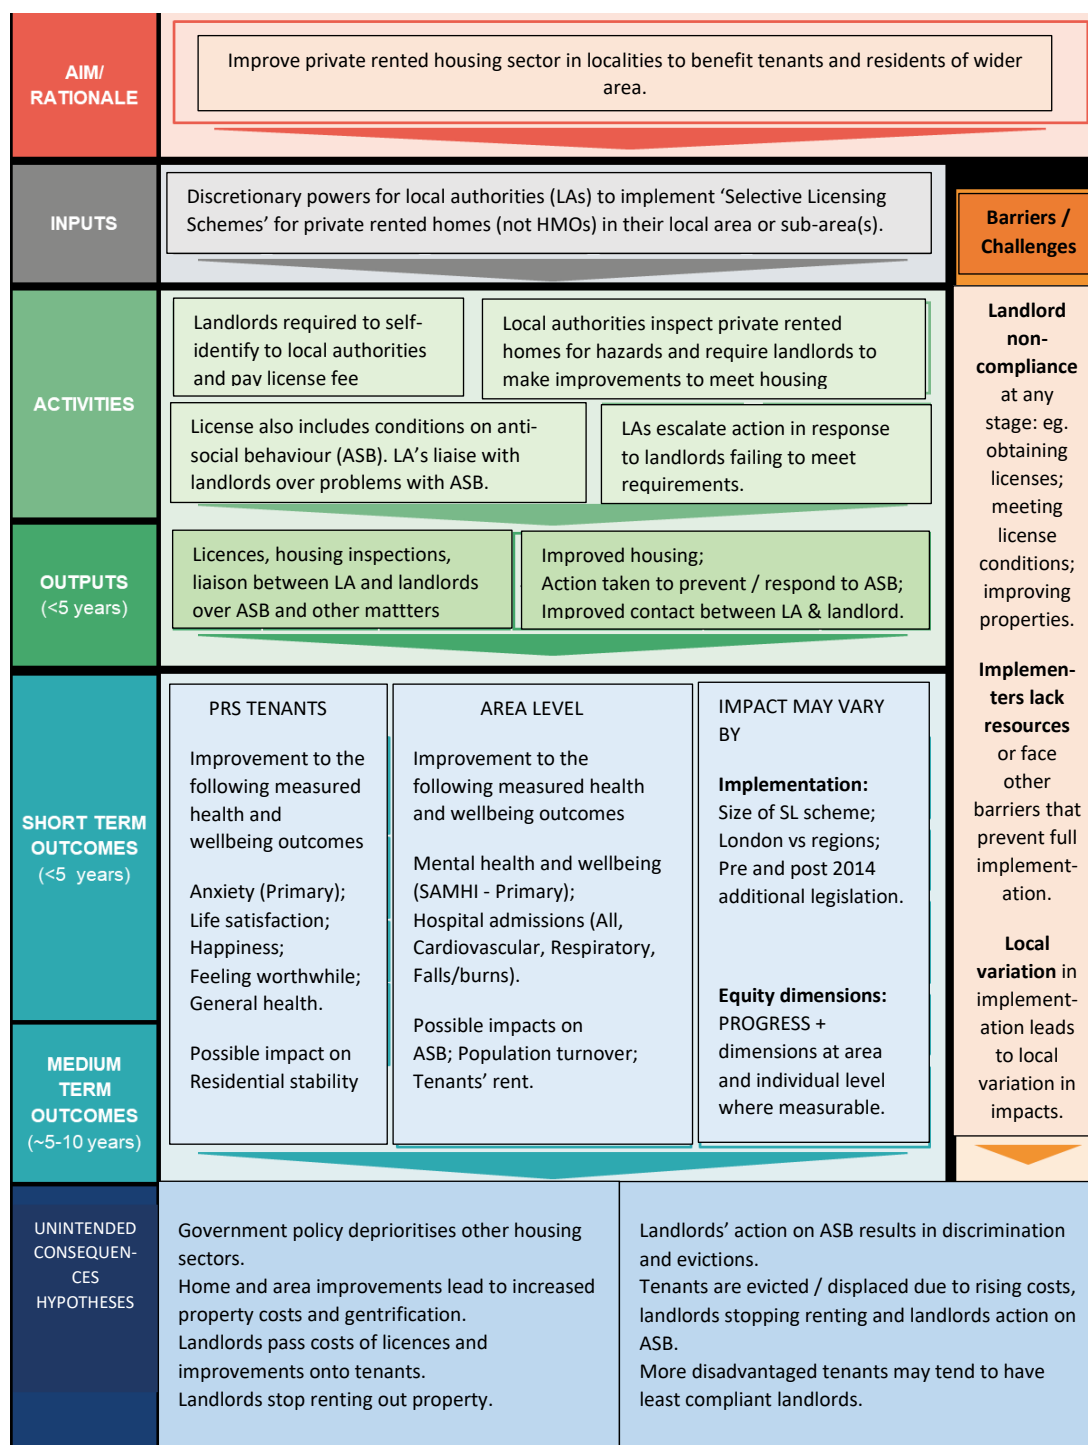 AIM/
RATIONALE
Improve private rented housing sector in localities to benefit tenants and residents of wider
area.
INPUTS
Discretionary powers for local authorities (LAs) to implement ‘Selective Licensing
Schemes’ for private rented homes (not HMOs) in their local area or sub-area(s).
Barriers /
Challenges
ACTIVITIES
Landlords required to self-
identify to local authorities
and pay license fee
Local authorities inspect private rented
homes for hazards and require landlords to
make improvements to meet housing
License also includes conditions on anti-
social behaviour (ASB). LA’s liaise with
landlords over problems with ASB.
LAs escalate action in response
to landlords failing to meet
requirements.
OUTPUTS
(<5 years)
Licences, housing inspections,
liaison between LA and landlords
over ASB and other mattters
Improved housing;
Action taken to prevent / respond to ASB;
Improved contact between LA & landlord.
SHORT TERM
OUTCOMES
(<5 years)
MEDIUM
TERM
OUTCOMES
(~5-10 years)
PRS TENANTS
Improvement to the
following measured
health and
wellbeing outcomes
Anxiety (Primary);
Life satisfaction;
Happiness;
Feeling worthwhile;
General health.
Possible impact on
Residential stability
AREA LEVEL
Improvement to the
following measured health
and wellbeing outcomes
Mental health and wellbeing
(SAMHI - Primary);
Hospital admissions (All,
Cardiovascular, Respiratory,
Falls/burns).
Possible impacts on
ASB; Population turnover;
Tenants’ rent.
IMPACT MAY VARY
BY
Implementation:
Size of SL scheme;
London vs regions;
Pre and post 2014
additional legislation.
Equity dimensions:
PROGRESS +
dimensions at area
and individual level
where measurable.
Landlord
non-
compliance
at any
stage: eg.
obtaining
licenses;
meeting
license
conditions;
improving
properties.
Implemen-
ters lack
resources
or face
other
barriers that
prevent full
implement-
ation.
Local
variation in
implement-
ation leads
to local
variation in
impacts.
UNINTENDED
CONSEQUEN-
CES
HYPOTHESES
Government policy deprioritises other housing
sectors.
Home and area improvements lead to increased
property costs and gentrification.
Landlords pass costs of licences and
improvements onto tenants.
Landlords stop renting out property.
Landlords’ action on ASB results in discrimination
and evictions.
Tenants are evicted / displaced due to rising costs,
landlords stopping renting and landlords action on
ASB.
More disadvantaged tenants may tend to have
least compliant landlords.